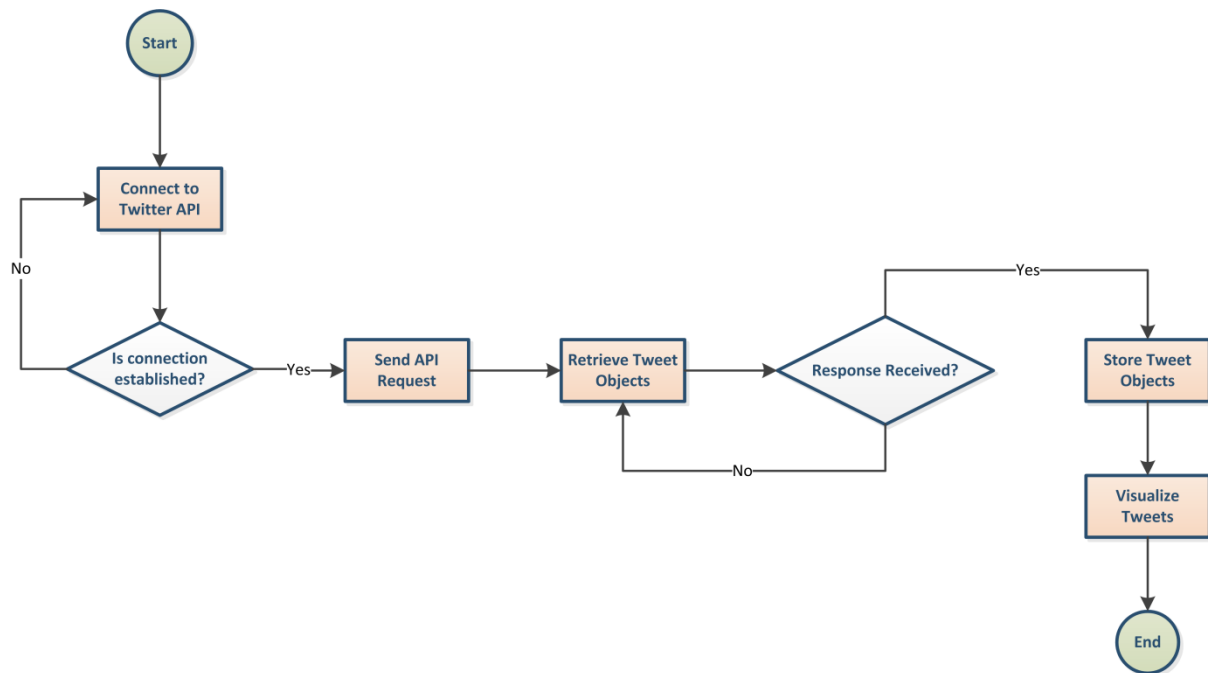 Start
Connect to
Twitter API
No
Is connection
established?
Yes
Send API
Request
Retrieve Tweet
Objects
Response Received?
No
Yes
Store Tweet
Objects
Visualize
Tweets
End